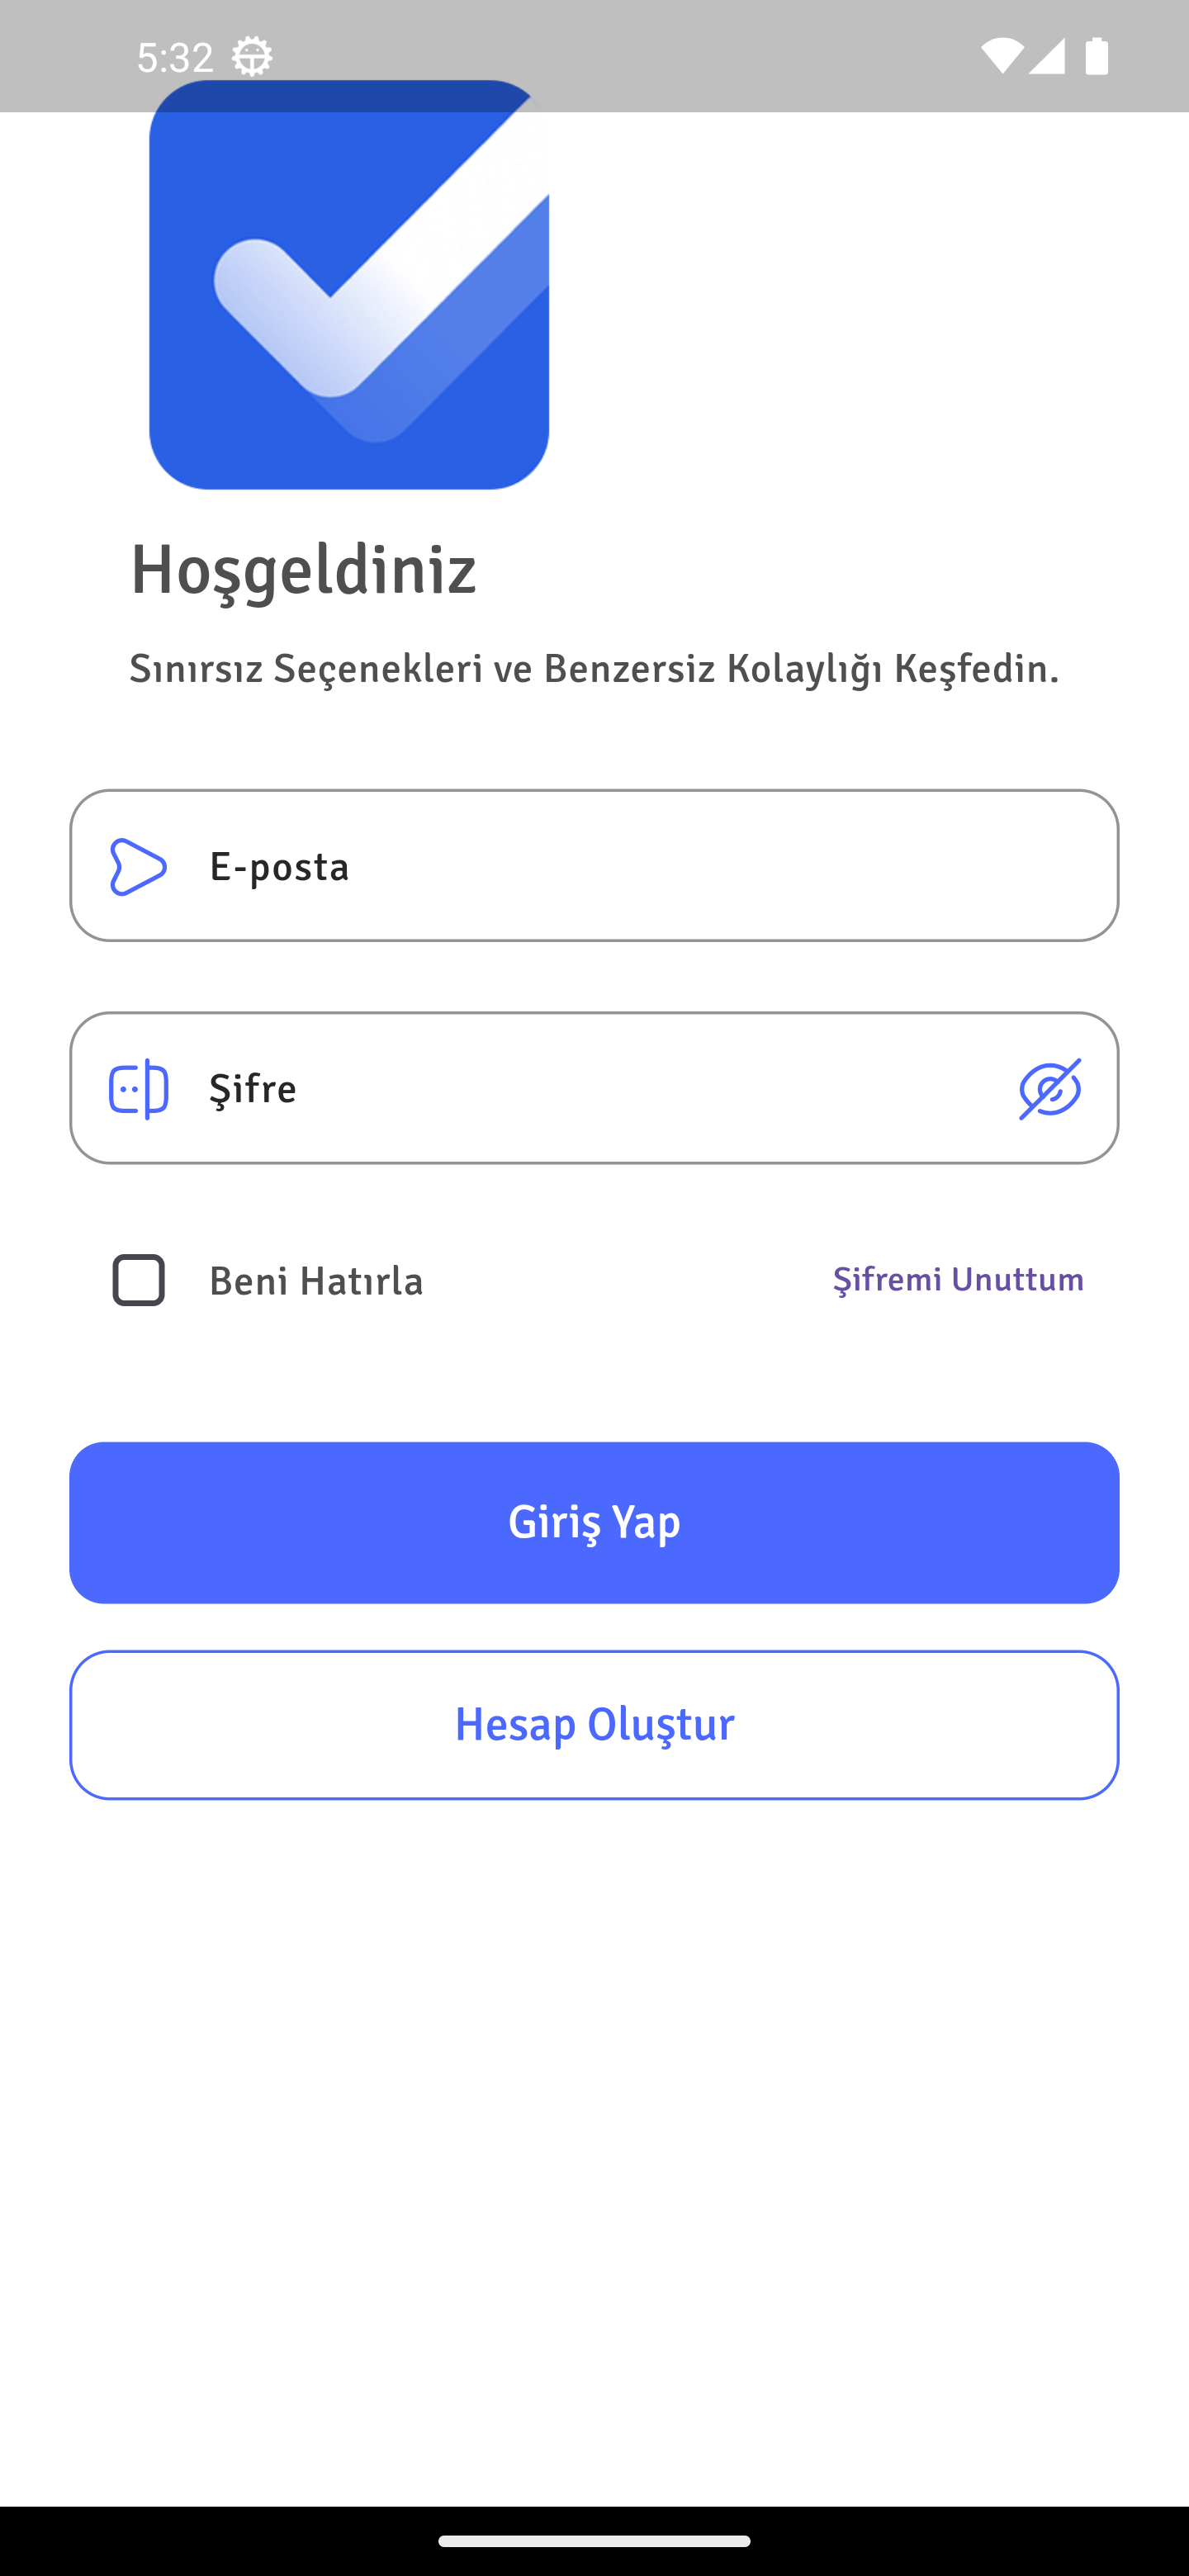 5:32
Hoşgeldiniz
Sınırsız Seçenekleri ve Benzersiz Kolaylığı Keşfedin.
E-posta
Şifre
Beni Hatırla
Şifremi Unuttum
Giriş Yap
Hesap Oluştur